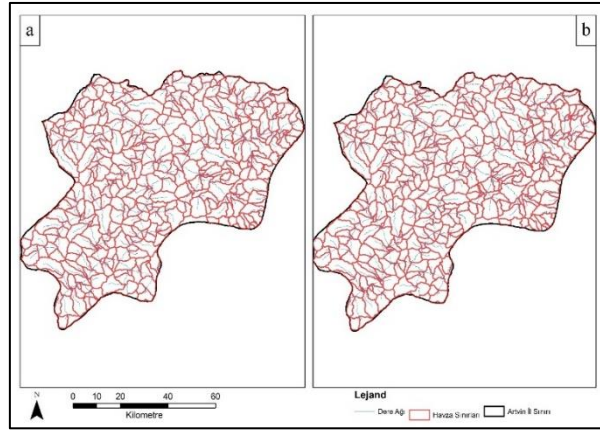 a
b
N
0 10 20 40 60
Kilometre
Lejand
Dere Ağı Havza Sınırları Artvin İl Sınırı